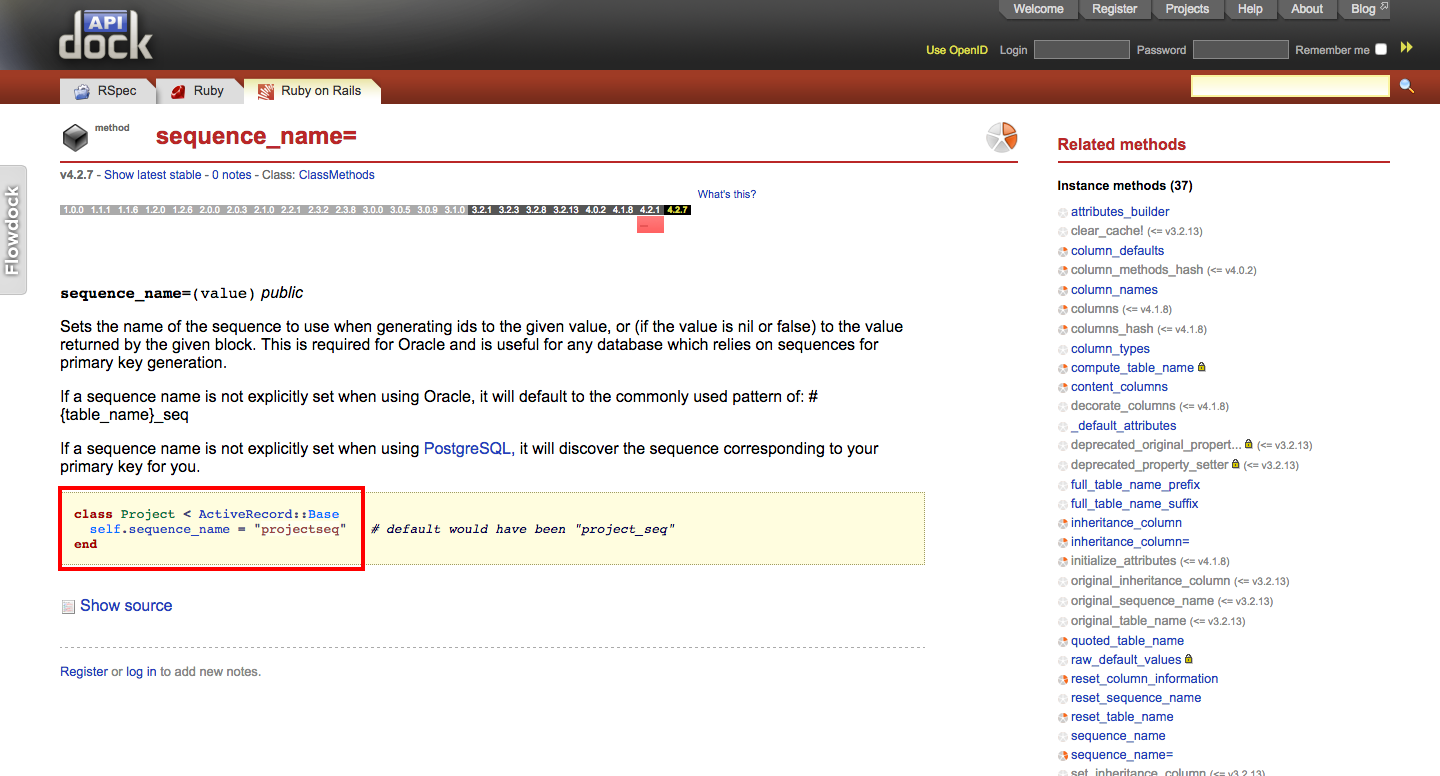 API
dock
Welcome
Register
Projects
Help
About
Blog
Use OpenID Login Password Remember me
RSpec
Ruby
Ruby on Rails
Flowdock
method
sequence_name=
v4.2.7 - Show latest stable - 0 notes - Class: ClassMethods
What's this?
1.0.0 1.1.1 1.1.6 1.2.0 1.2.6 2.0.0 2.0.3 2.1.0 2.2.1 2.3.2 2.3.8 3.0.0 3.0.5 3.0.9 3.1.0 3.2.1 3.2.3 3.2.8 3.2.13 4.0.2 4.1.8 4.2.1 4.2.7
sequence_name=(value) public
Sets the name of the sequence to use when generating ids to the given value, or (if the value is nil or false) to the value
returned by the given block. This is required for Oracle and is useful for any database which relies on sequences for
primary key generation.
If a sequence name is not explicitly set when using Oracle, it will default to the commonly used pattern of: #
{table_name}_seq
If a sequence name is not explicitly set when using PostgreSQL, it will discover the sequence corresponding to your
primary key for you.
class Project < ActiveRecord::Base
self.sequence_name = "projectseq" # default would have been "project_seq"
end
Show source
Register or log in to add new notes.
Related methods
Instance methods (37)
attributes_builder
clear_cache! (<= v3.2.13)
column_defaults
column_methods_hash (<= v4.0.2)
column_names
columns (<= v4.1.8)
columns_hash (<= v4.1.8)
column_types
compute_table_name
content_columns
decorate_columns (<= v4.1.8)
_default_attributes
deprecated_original_propert... (<= v3.2.13)
deprecated_property_setter (<= v3.2.13)
full_table_name_prefix
full_table_name_suffix
inheritance_column
inheritance_column=
initialize_attributes (<= v4.1.8)
original_inheritance_column (<= v3.2.13)
original_sequence_name (<= v3.2.13)
original_table_name (<= v3.2.13)
quoted_table_name
raw_default_values
reset_column_information
reset_sequence_name
reset_table_name
sequence_name
sequence_name=
set_inheritance_column (<= v3.2.13)